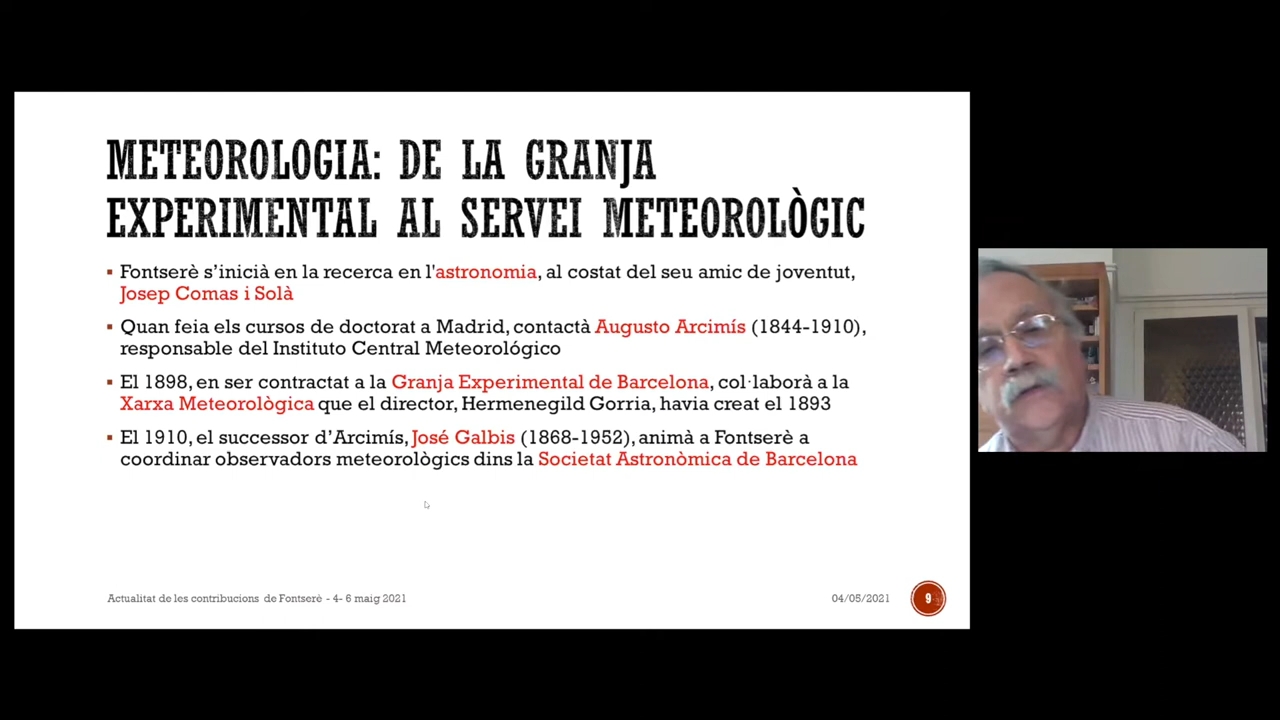 METEOROLOGIA: DE LA GRANJA
EXPERIMENTAL AL SERVEI METEOROLÒGIC
▪ Fontserè s’inicià en la recerca en l'astronomia, al costat del seu amic de joventut,
Josep Comas i Solà
▪ Quan feia els cursos de doctorat a Madrid, contactà Augusto Arcimís (1844-1910),
responsable del Instituto Central Meteorológico
▪ El 1898, en ser contractat a la Granja Experimental de Barcelona, col·laborà a la
Xarxa Meteorològica que el director, Hermenegild Gorria, havia creat el 1893
▪ El 1910, el successor d’Arcimís, José Galbis (1868-1952), animà a Fontserè a
coordinar observadors meteorològics dins la Societat Astronòmica de Barcelona
Actualitat de les contribucions de Fontserè - 4- 6 maig 2021
04/05/2021
9